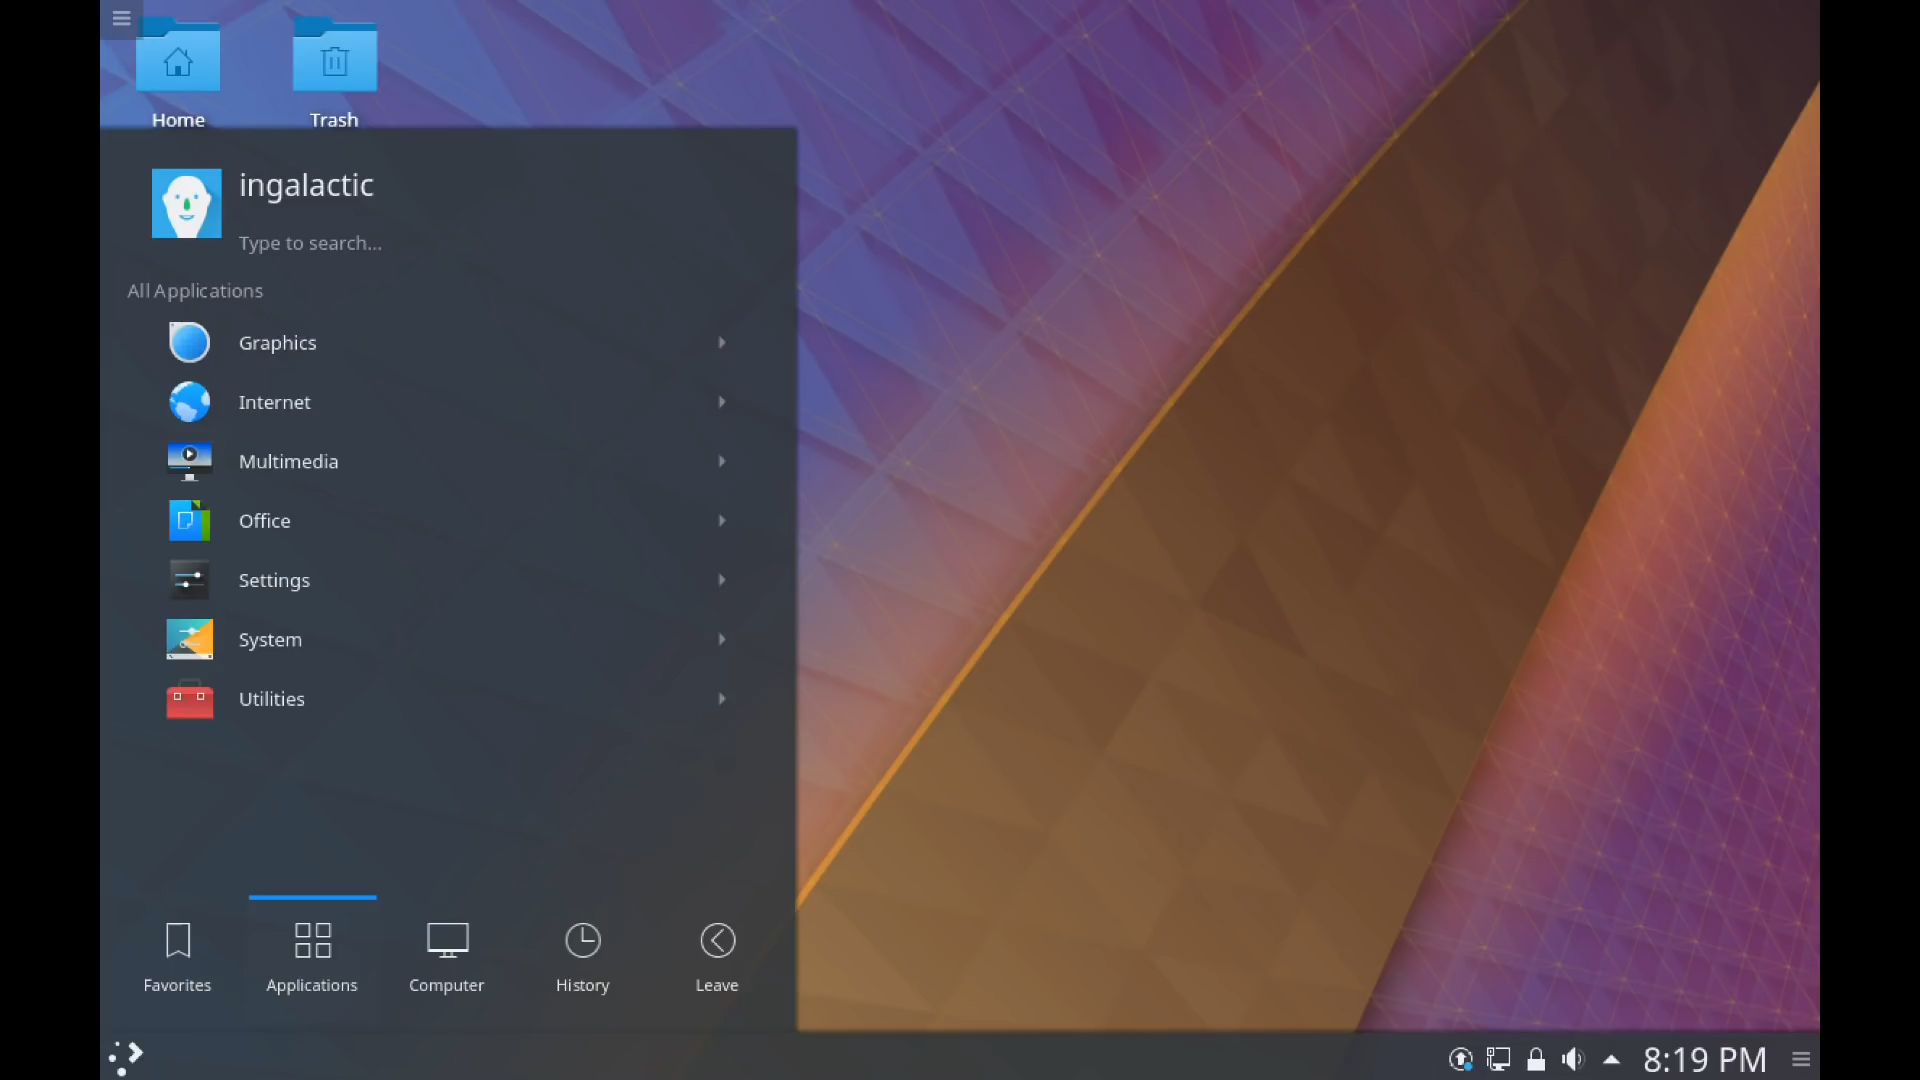 Home
Trash
ingalactic
Type to search...
All Applications
Graphics
Internet
Multimedia
Office
Settings
System
Utilities
Favorites
Applications
Computer
History
Leave
8:19 PM